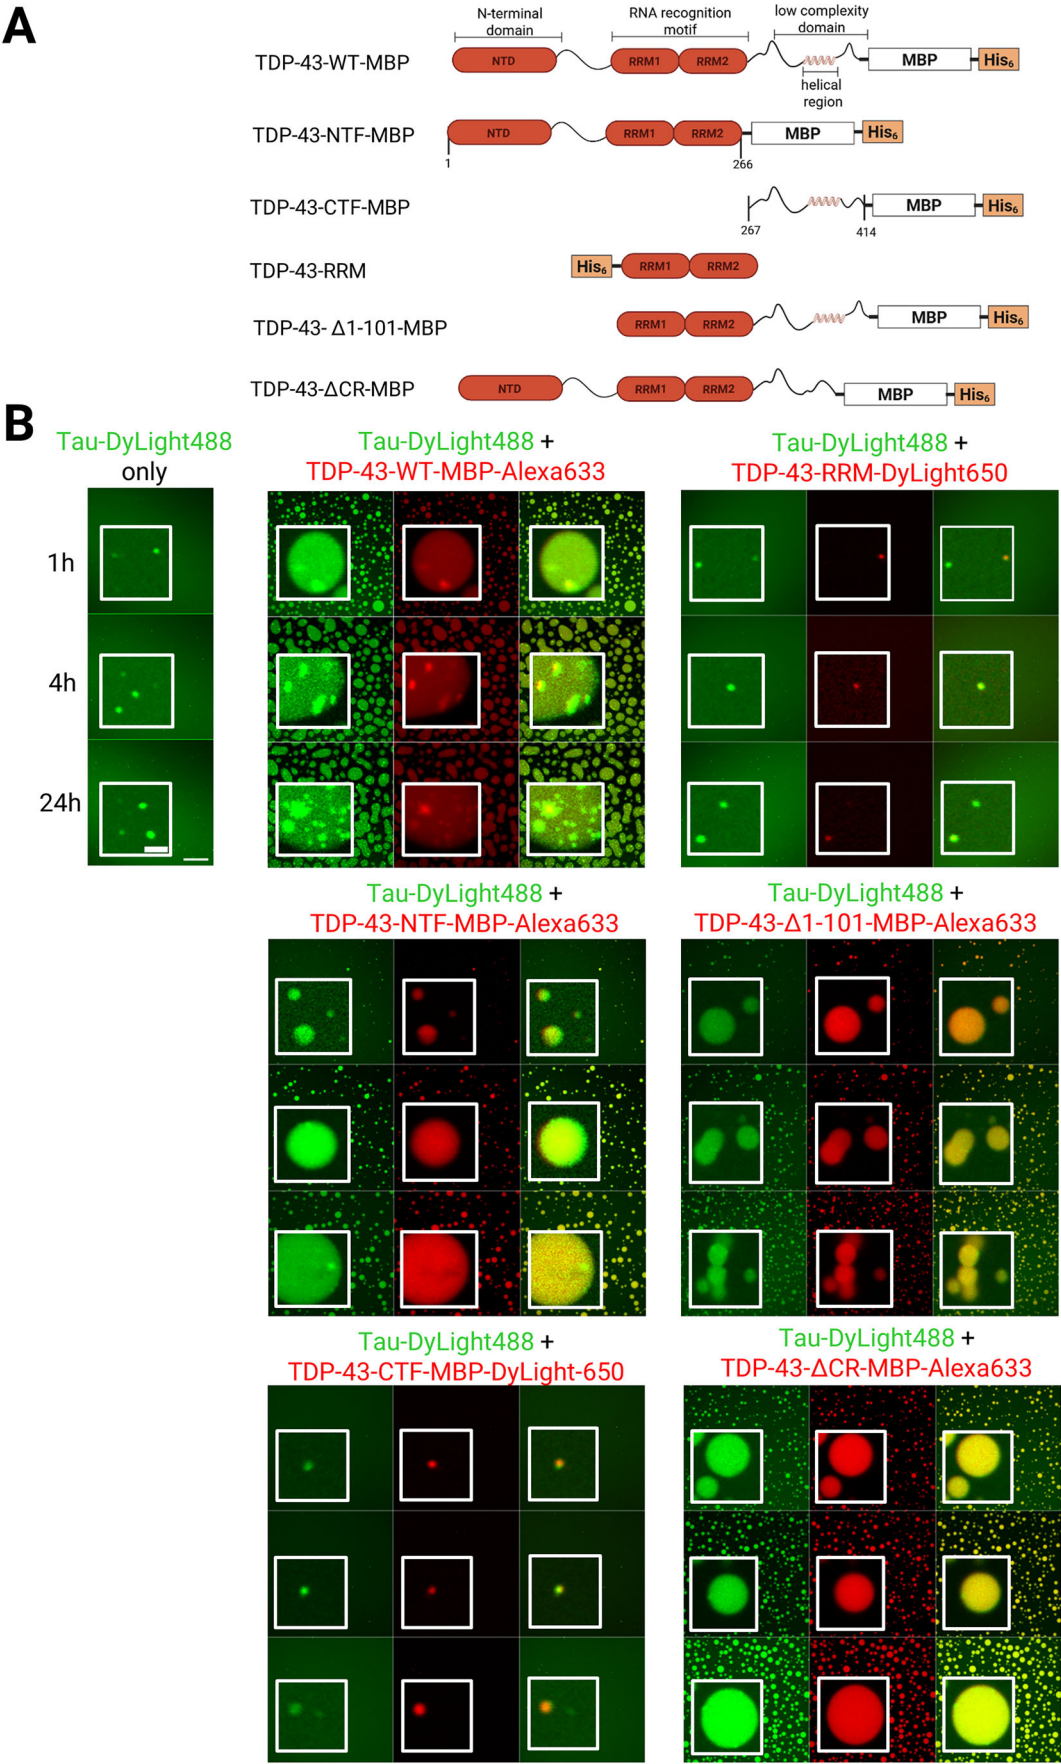 A
N-terminal
domain
RNA recognition
motif
low complexity
domain
TDP-43-WT-MBP
NTD
RRM1
RRM2
MBP
His6
helical
region
TDP-43-NTF-MBP
NTD
RRM1
RRM2
MBP
His6
1
266
TDP-43-CTF-MBP
MBP
His6
267
414
TDP-43-RRM
His6
RRM1
RRM2
TDP-43- Δ1-101-MBP
RRM1
RRM2
MBP
His6
TDP-43-ΔCR-MBP
NTD
RRM1
RRM2
MBP
His6
B
Tau-DyLight488
only
Tau-DyLight488 +
TDP-43-WT-MBP-Alexa633
Tau-DyLight488 +
TDP-43-RRM-DyLight650
1h
4h
24h
Tau-DyLight488 +
TDP-43-NTF-MBP-Alexa633
Tau-DyLight488 +
TDP-43-Δ1-101-MBP-Alexa633
Tau-DyLight488 +
TDP-43-CTF-MBP-DyLight-650
Tau-DyLight488 +
TDP-43-ΔCR-MBP-Alexa633